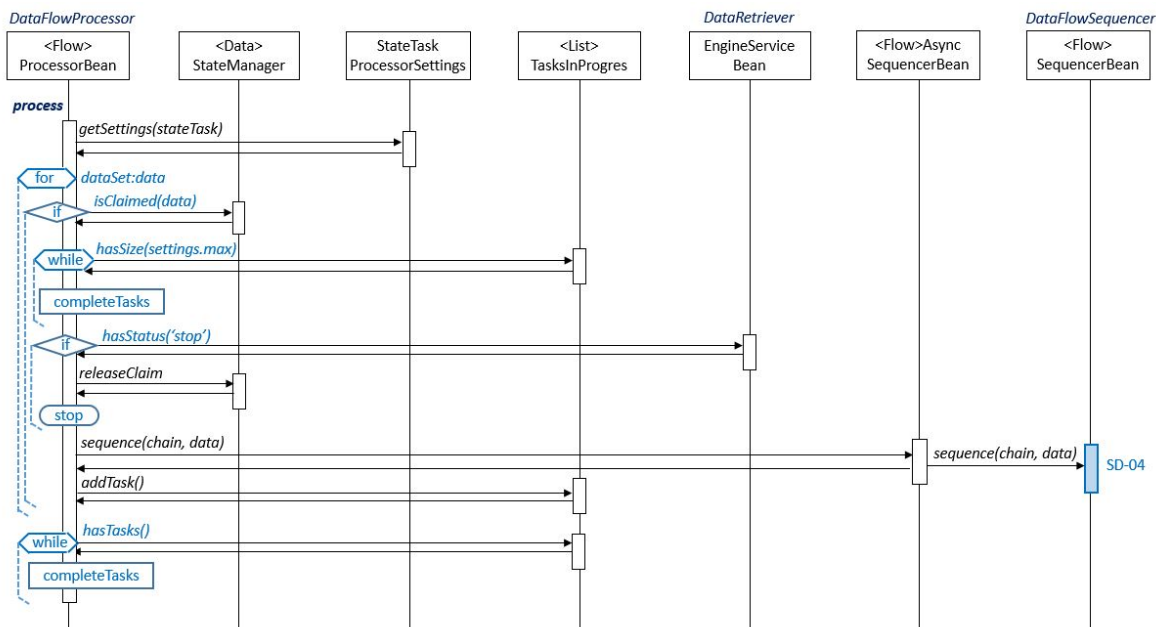 DataFlowProcessor
DataRetriever
DataFlowSequencer
<Flow>
ProcessorBean
<Data>
StateManager
StateTask
ProcessorSettings
<List>
TasksInProgres
EngineService
Bean
<Flow>Async
SequencerBean
<Flow>
SequencerBean
process
getSettings(stateTask)
for
dataSet:data
if
isClaimed(data)
while
hasSize(settings.max)
completeTasks
if
hasStatus(‘stop’)
releaseClaim
stop
sequence(chain, data)
sequence(chain, data)
SD-04
addTask()
while
hasTasks()
completeTasks